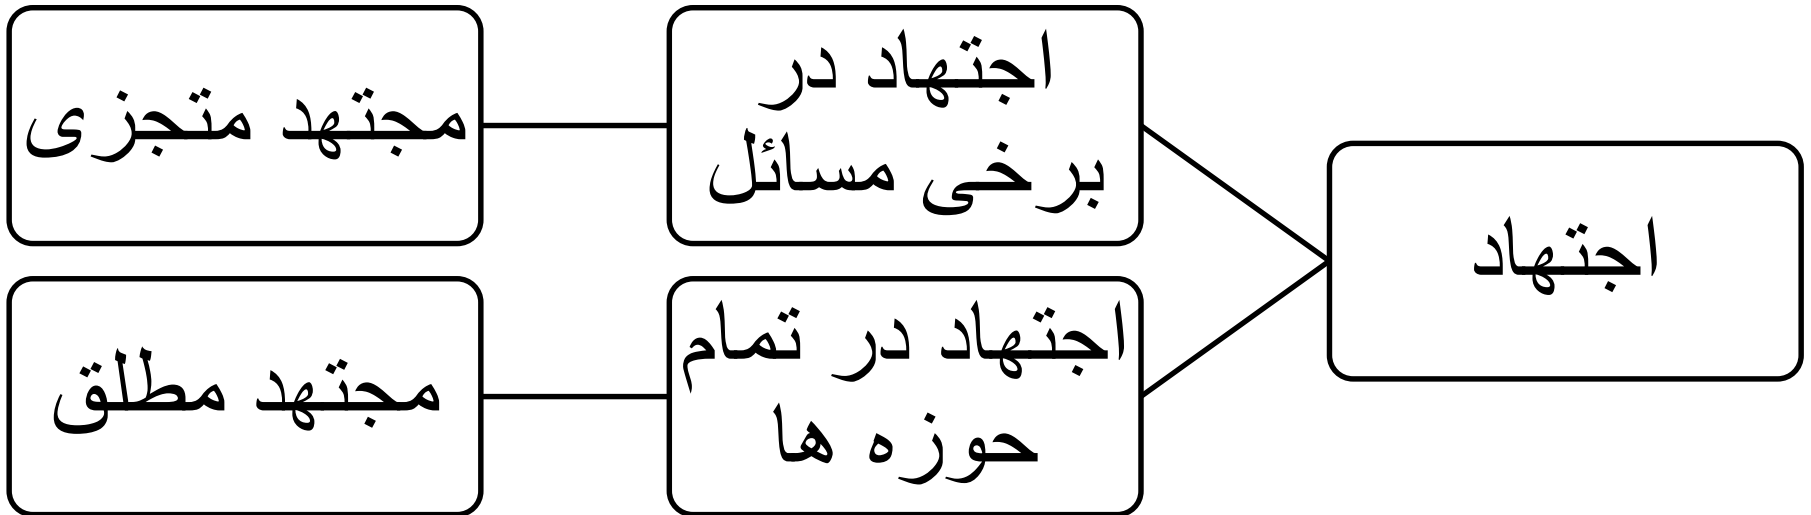 اجتهاد
اجتهاد در
برخی مسائل
مجتهد متجزی
اجتهاد در تمام
حوزه ها
مجتهد مطلق